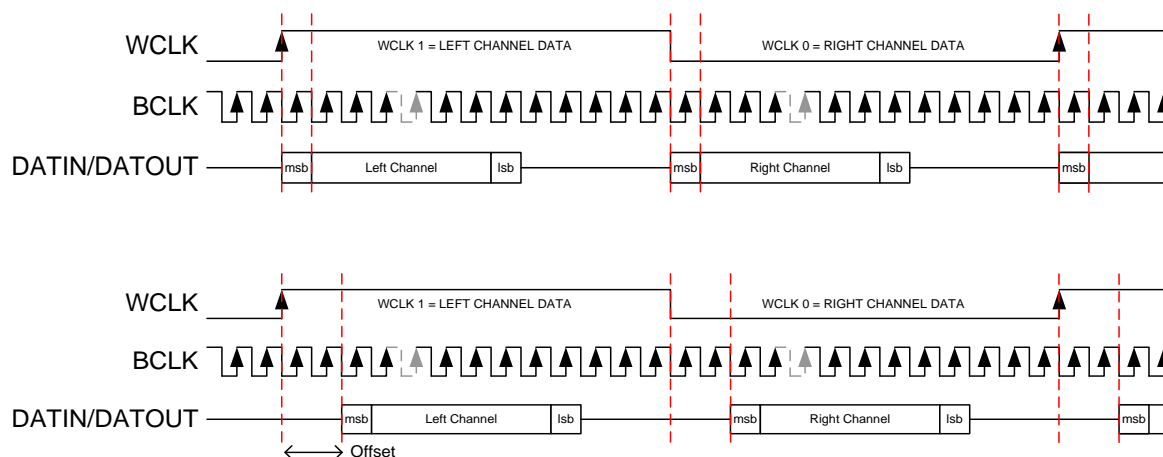 WCLK
WCLK 1 = LEFT CHANNEL DATA
WCLK 0 = RIGHT CHANNEL DATA
BCLK
DATIN/DATOUT
msb
Left Channel
lsb
msb
Right Channel
lsb
msb
WCLK
WCLK 1 = LEFT CHANNEL DATA
WCLK 0 = RIGHT CHANNEL DATA
BCLK
DATIN/DATOUT
msb
Left Channel
lsb
msb
Right Channel
lsb
msb
Offset